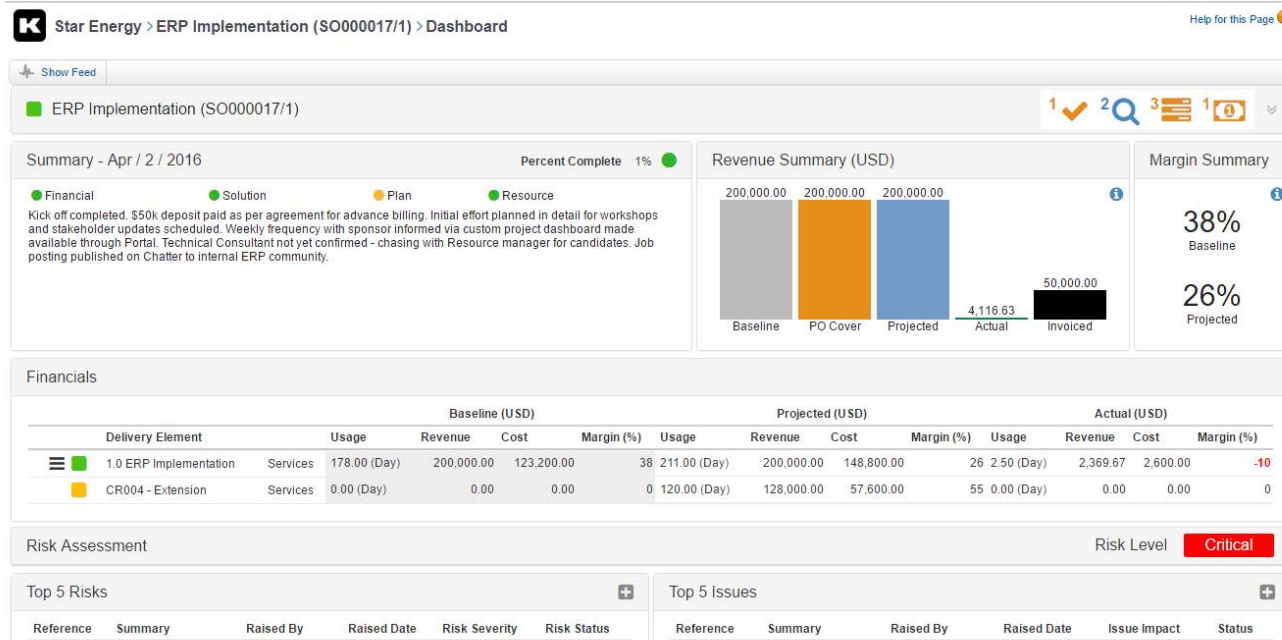 K Star Energy > ERP Implementation (SO000017/1) > Dashboard
Help for this Page
Show Feed
ERP Implementation (SO000017/1)
1 2 3 1
Summary - Apr / 2 / 2016 Percent Complete 1%
Financial Solution Plan Resource
Kick off completed. $50k deposit paid as per agreement for advance billing. Initial effort planned in detail for workshops
and stakeholder updates scheduled. Weekly frequency with sponsor informed via custom project dashboard made
available through Portal. Technical Consultant not yet confirmed - chasing with Resource manager for candidates. Job
posting published on Chatter to internal ERP community.
Revenue Summary (USD)
200,000.00 200,000.00 200,000.00
4,116.63
50,000.00
Baseline PO Cover Projected Actual Invoiced
Margin Summary
38%
Baseline
26%
Projected
Financials
Baseline (USD) Projected (USD) Actual (USD)
Delivery Element Usage Revenue Cost Margin (%) Usage Revenue Cost Margin (%) Usage Revenue Cost Margin (%)
1.0 ERP Implementation Services 178.00 (Day) 200,000.00 123,200.00 38 211.00 (Day) 200,000.00 148,800.00 26 2.50 (Day) 2,369.67 2,600.00 -10
CR004 - Extension Services 0.00 (Day) 0.00 0.00 0 120.00 (Day) 128,000.00 57,600.00 55 0.00 (Day) 0.00 0.00 0
Risk Assessment Risk Level Critical
Top 5 Risks
Reference Summary Raised By Raised Date Risk Severity Risk Status
Top 5 Issues
Reference Summary Raised By Raised Date Issue Impact Status